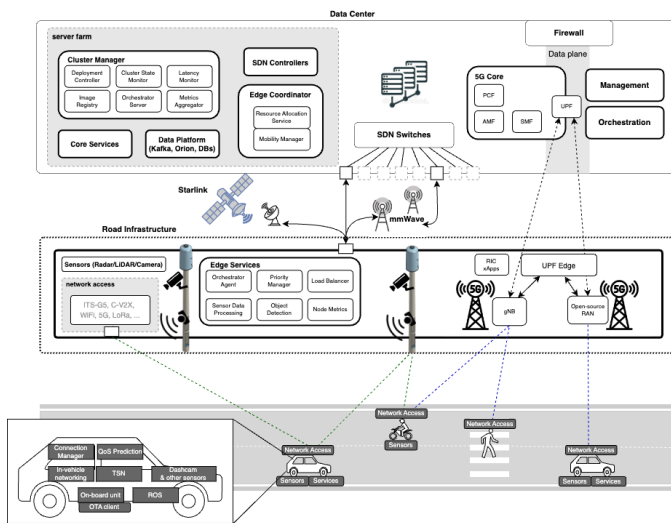 Data Center
server farm
Cluster Manager
Deployment
Controller
Cluster State
Monitor
Latency
Monitor
Image
Registry
Orchestrator
Server
Metrics
Aggregator
SDN Controllers
Edge Coordinator
Resource Allocation
Service
Mobility Manager
Core Services
Data Platform
(Kafka, Orion, DBs)
SDN Switches
Firewall
Data plane
5G Core
PCF
AMF
SMF
UPF
Management
Orchestration
Starlink
mmWave
Road Infrastructure
Sensors (Radar/LiDAR/Camera)
network access
ITS-G5, C-V2X,
WiFi, 5G, LoRa, ...
Edge Services
Orchestrator
Agent
Priority
Manager
Load Balancer
Sensor Data
Processing
Object
Detection
Node Metrics
RIC
xApps
UPF Edge
5G
gNB
Open-source
RAN
5G
Network Access
Sensors
Network Access
Network Access
Sensors
Services
Network Access
Sensors
Services
Connection
Manager
QoS Prediction
In-vehicle
networking
TSN
Dashcam
& other sensors
On-board unit
ROS
OTA client